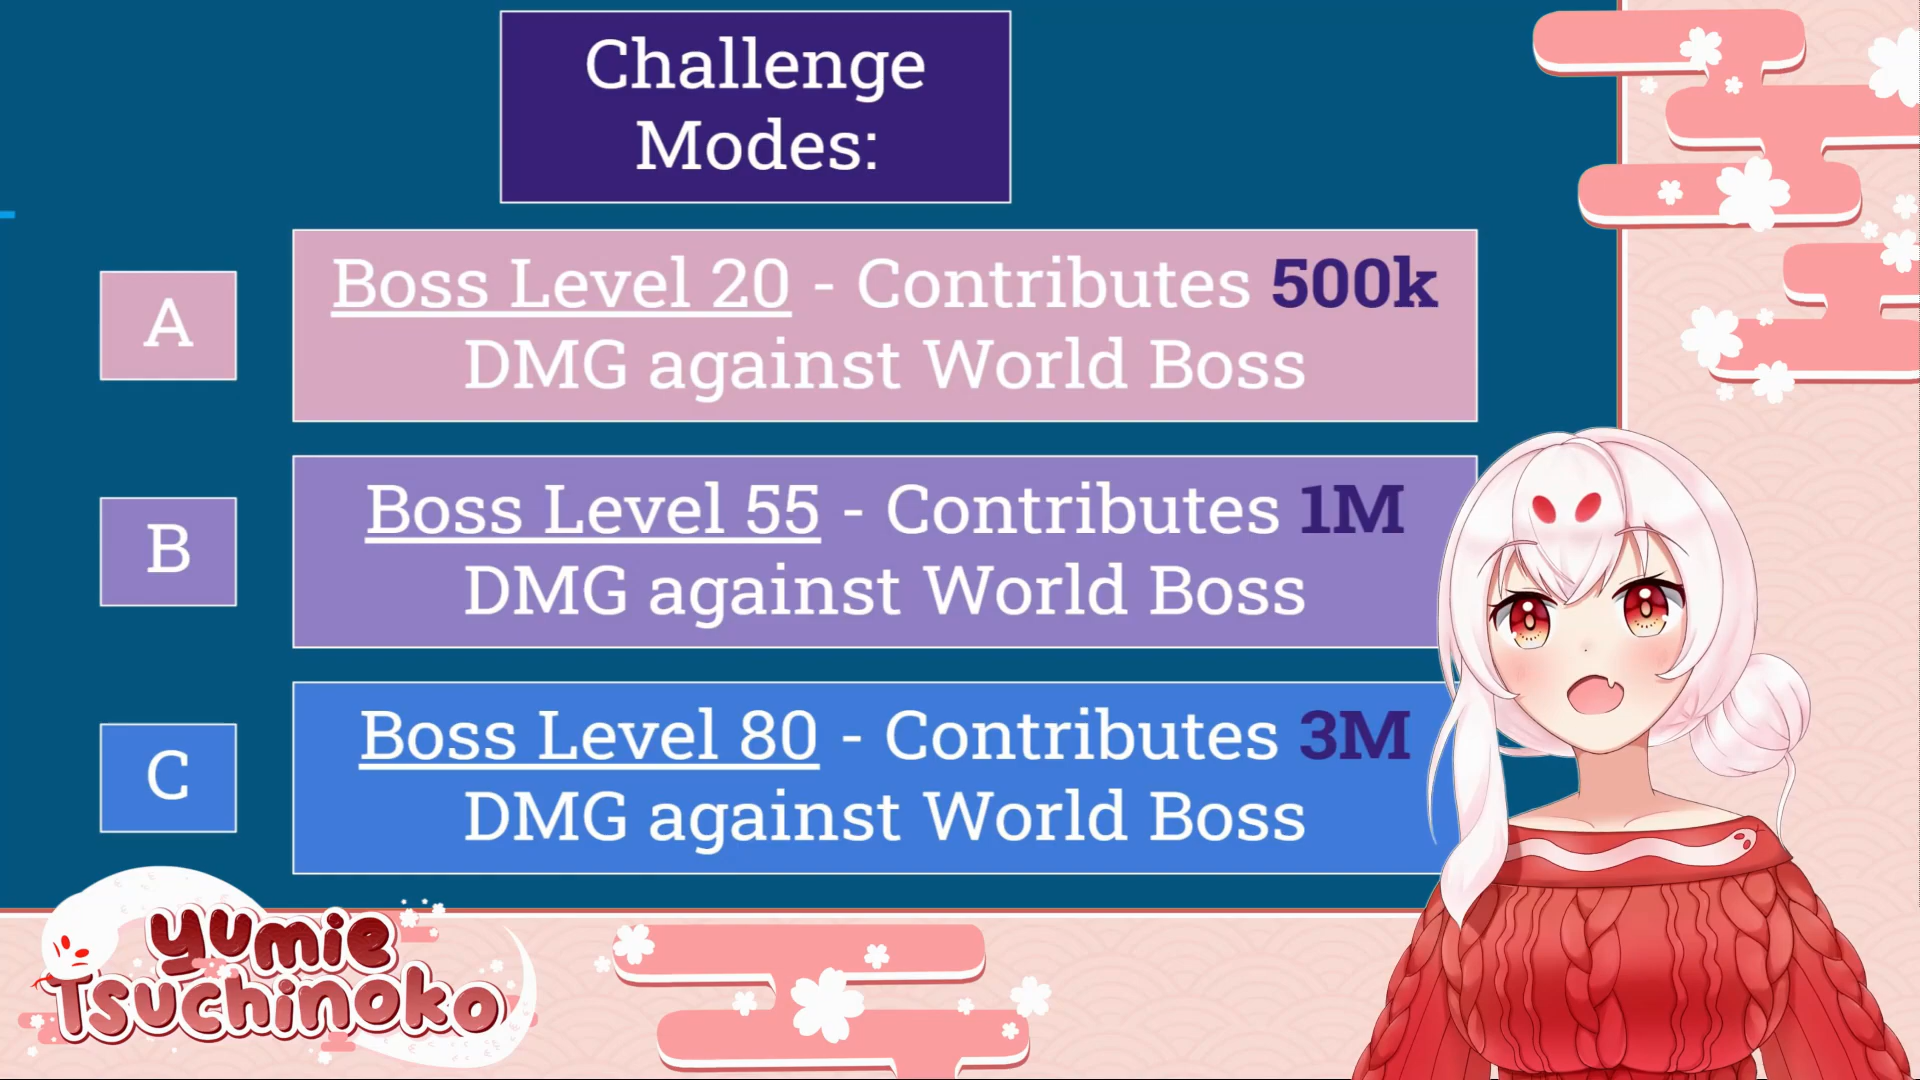 Challenge
Modes:
A
Boss Level 20 - Contributes 500k
DMG against World Boss
B
Boss Level 55 - Contributes 1M
DMG against World Boss
C
Boss Level 80 - Contributes 3M
DMG against World Boss
yumie
Tsuchinoko